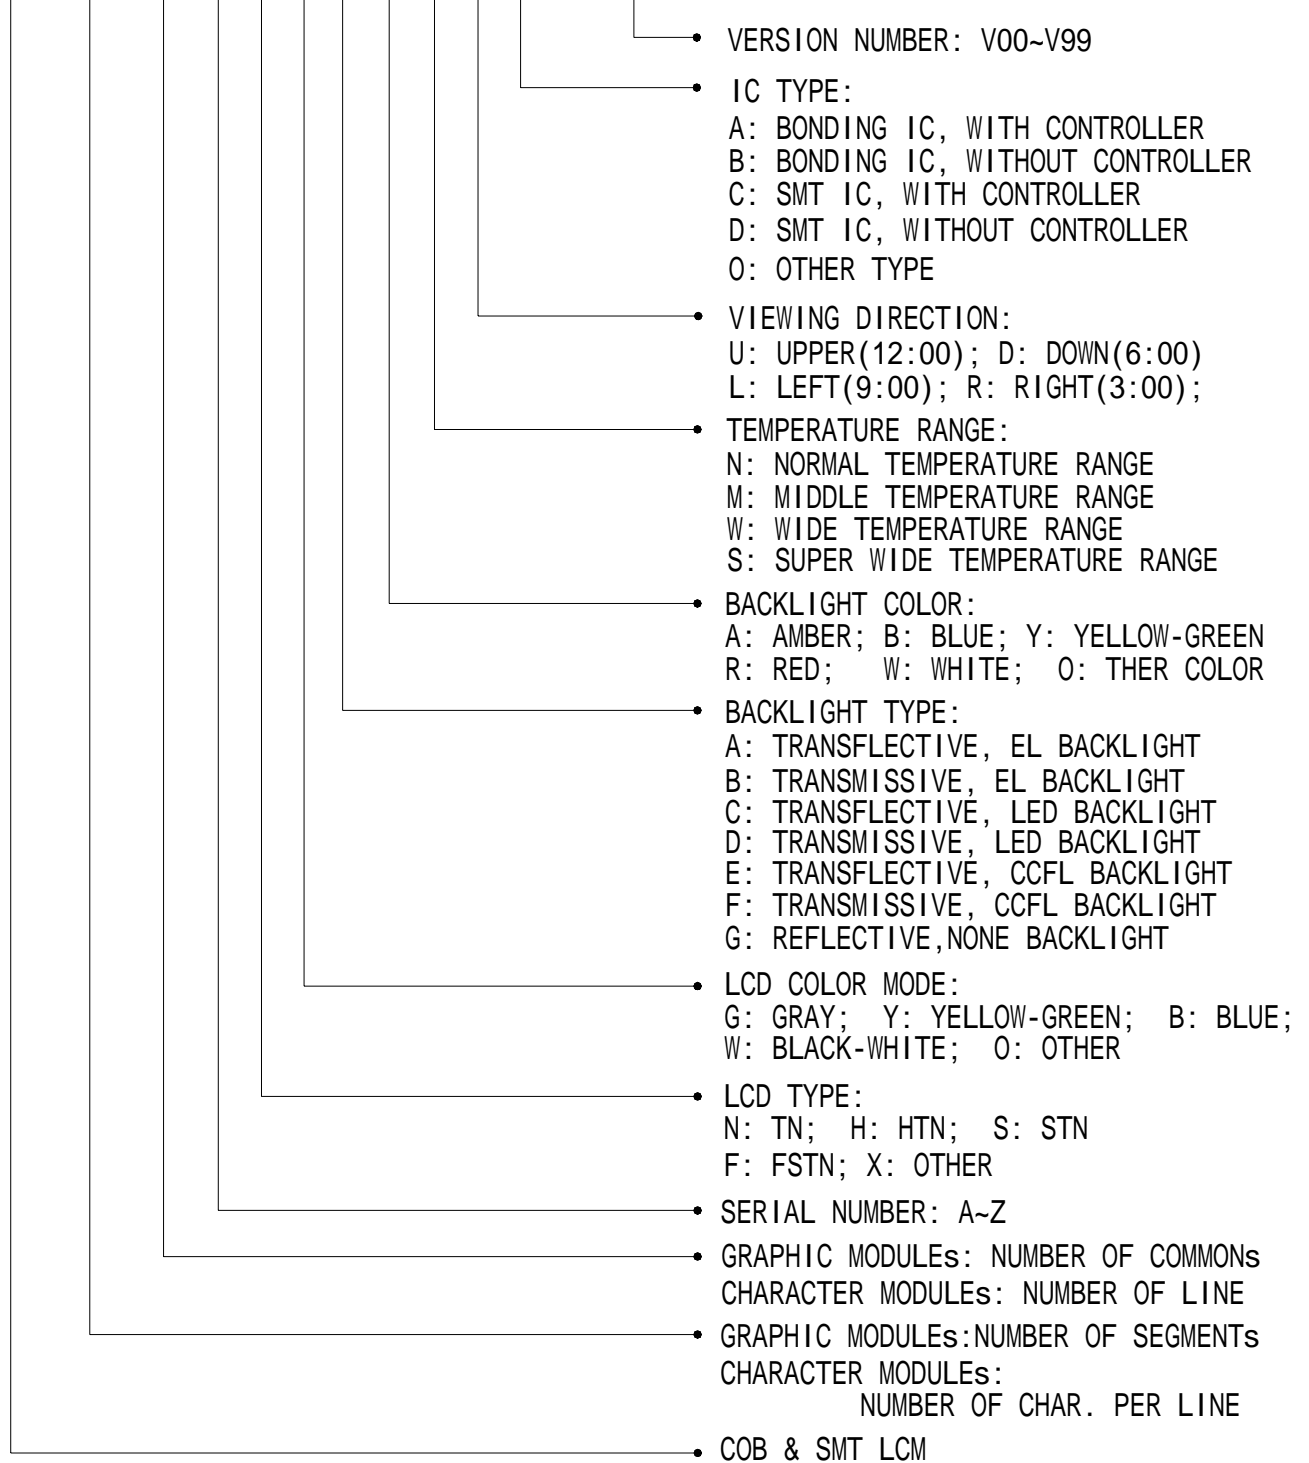 VERSION NUMBER: V00~V99
IC TYPE:
A: BONDING IC, WITH CONTROLLER
B: BONDING IC, WITHOUT CONTROLLER
C: SMT IC, WITH CONTROLLER
D: SMT IC, WITHOUT CONTROLLER
O: OTHER TYPE
VIEWING DIRECTION:
U: UPPER(12:00); D: DOWN(6:00)
L: LEFT(9:00); R: RIGHT(3:00);
TEMPERATURE RANGE:
N: NORMAL TEMPERATURE RANGE
M: MIDDLE TEMPERATURE RANGE
W: WIDE TEMPERATURE RANGE
S: SUPER WIDE TEMPERATURE RANGE
BACKLIGHT COLOR:
A: AMBER; B: BLUE; Y: YELLOW-GREEN
R: RED; W: WHITE; O: THER COLOR
BACKLIGHT TYPE:
A: TRANSFLECTIVE, EL BACKLIGHT
B: TRANSMISSIVE, EL BACKLIGHT
C: TRANSFLECTIVE, LED BACKLIGHT
D: TRANSMISSIVE, LED BACKLIGHT
E: TRANSFLECTIVE, CCFL BACKLIGHT
F: TRANSMISSIVE, CCFL BACKLIGHT
G: REFLECTIVE,NONE BACKLIGHT
LCD COLOR MODE:
G: GRAY; Y: YELLOW-GREEN; B: BLUE;
W: BLACK-WHITE; O: OTHER
LCD TYPE:
N: TN; H: HTN; S: STN
F: FSTN; X: OTHER
SERIAL NUMBER: A~Z
GRAPHIC MODULEs: NUMBER OF COMMONs
CHARACTER MODULEs: NUMBER OF LINE
GRAPHIC MODULEs:NUMBER OF SEGMENTs
CHARACTER MODULEs:
NUMBER OF CHAR. PER LINE
COB & SMT LCM